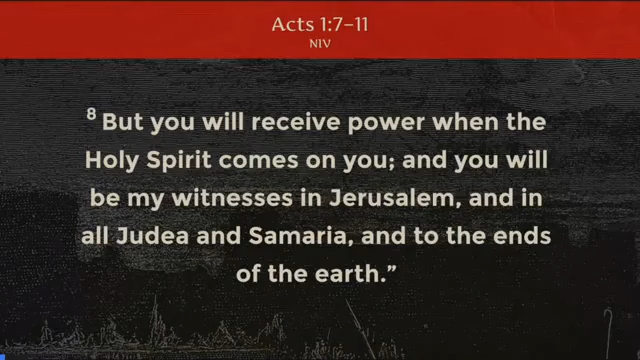 Acts 1:7-11
NIV
8 But you will receive power when the
Holy Spirit comes on you; and you will
be my witnesses in Jerusalem, and in
all Judea and Samaria, and to the ends
of the earth.”